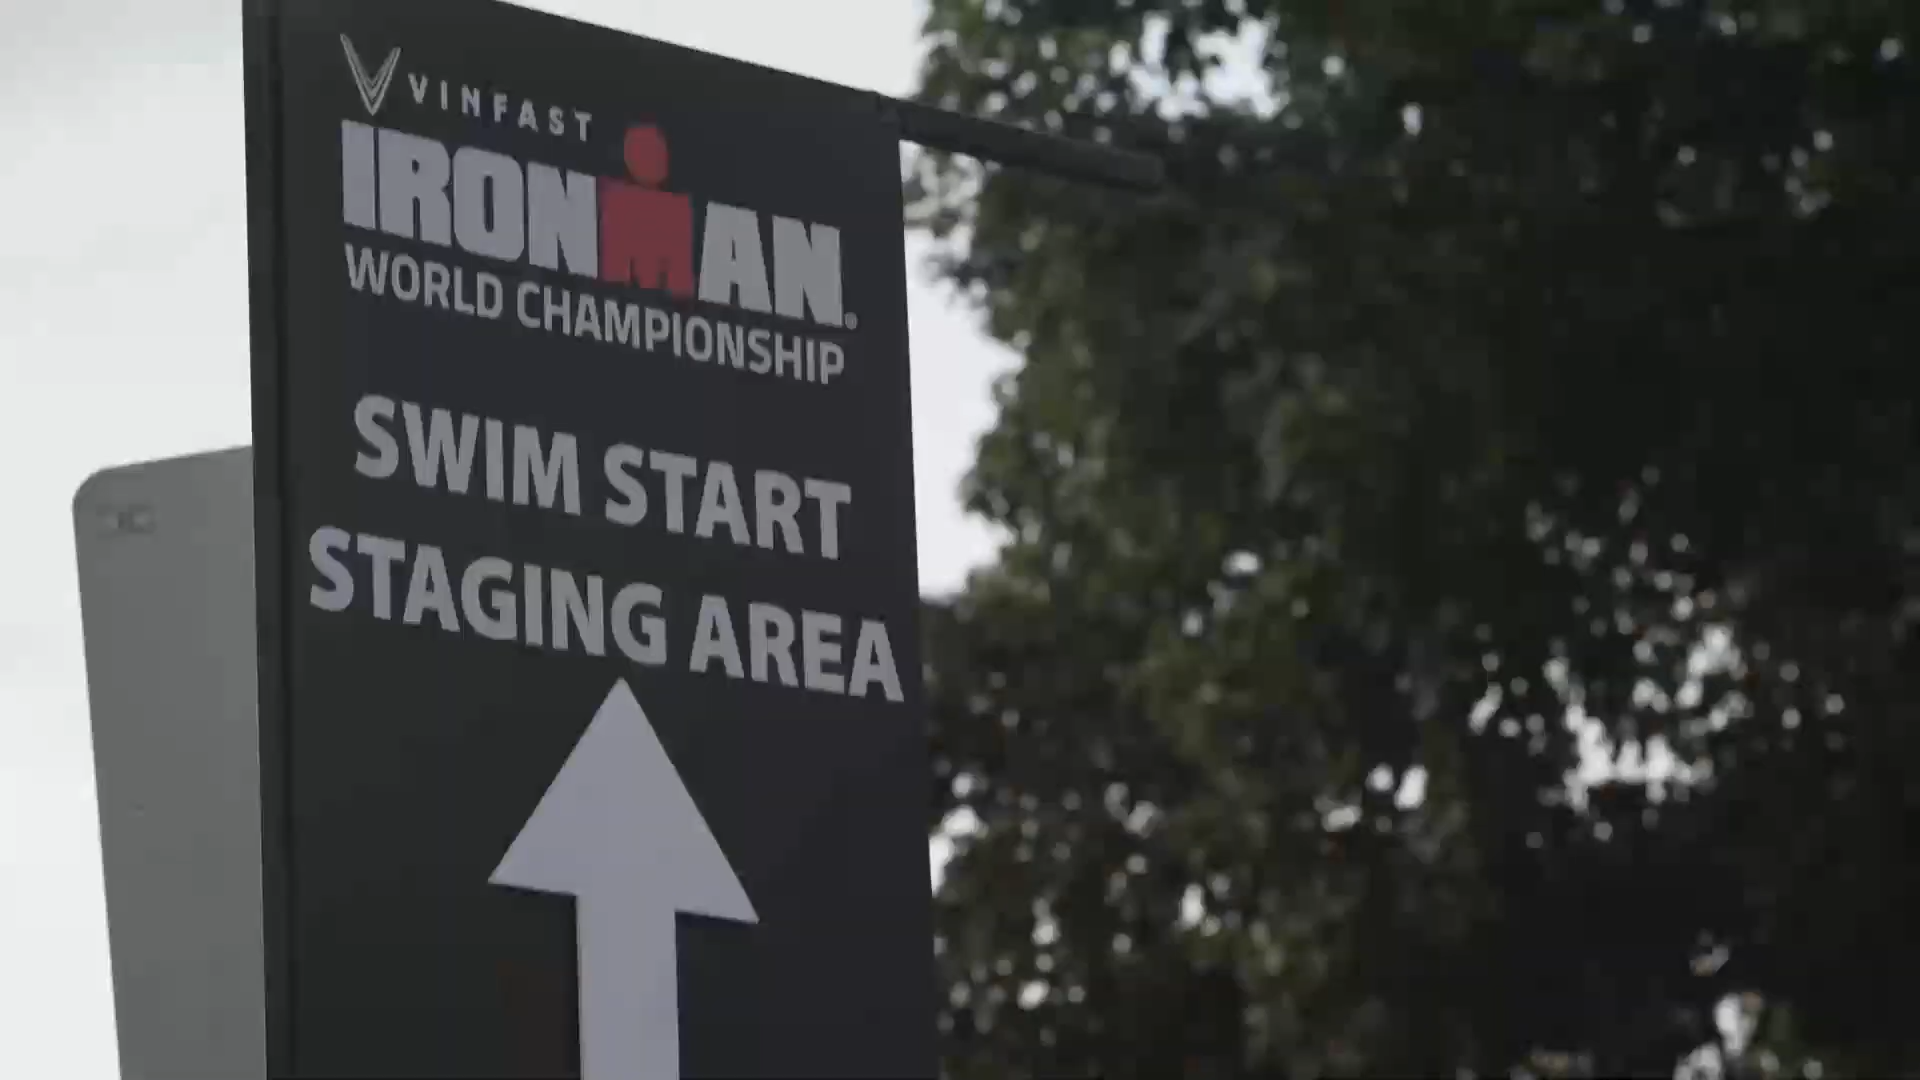 VINFAST
IRONMAN®
WORLD CHAMPIONSHIP
SWIM START
STAGING AREA